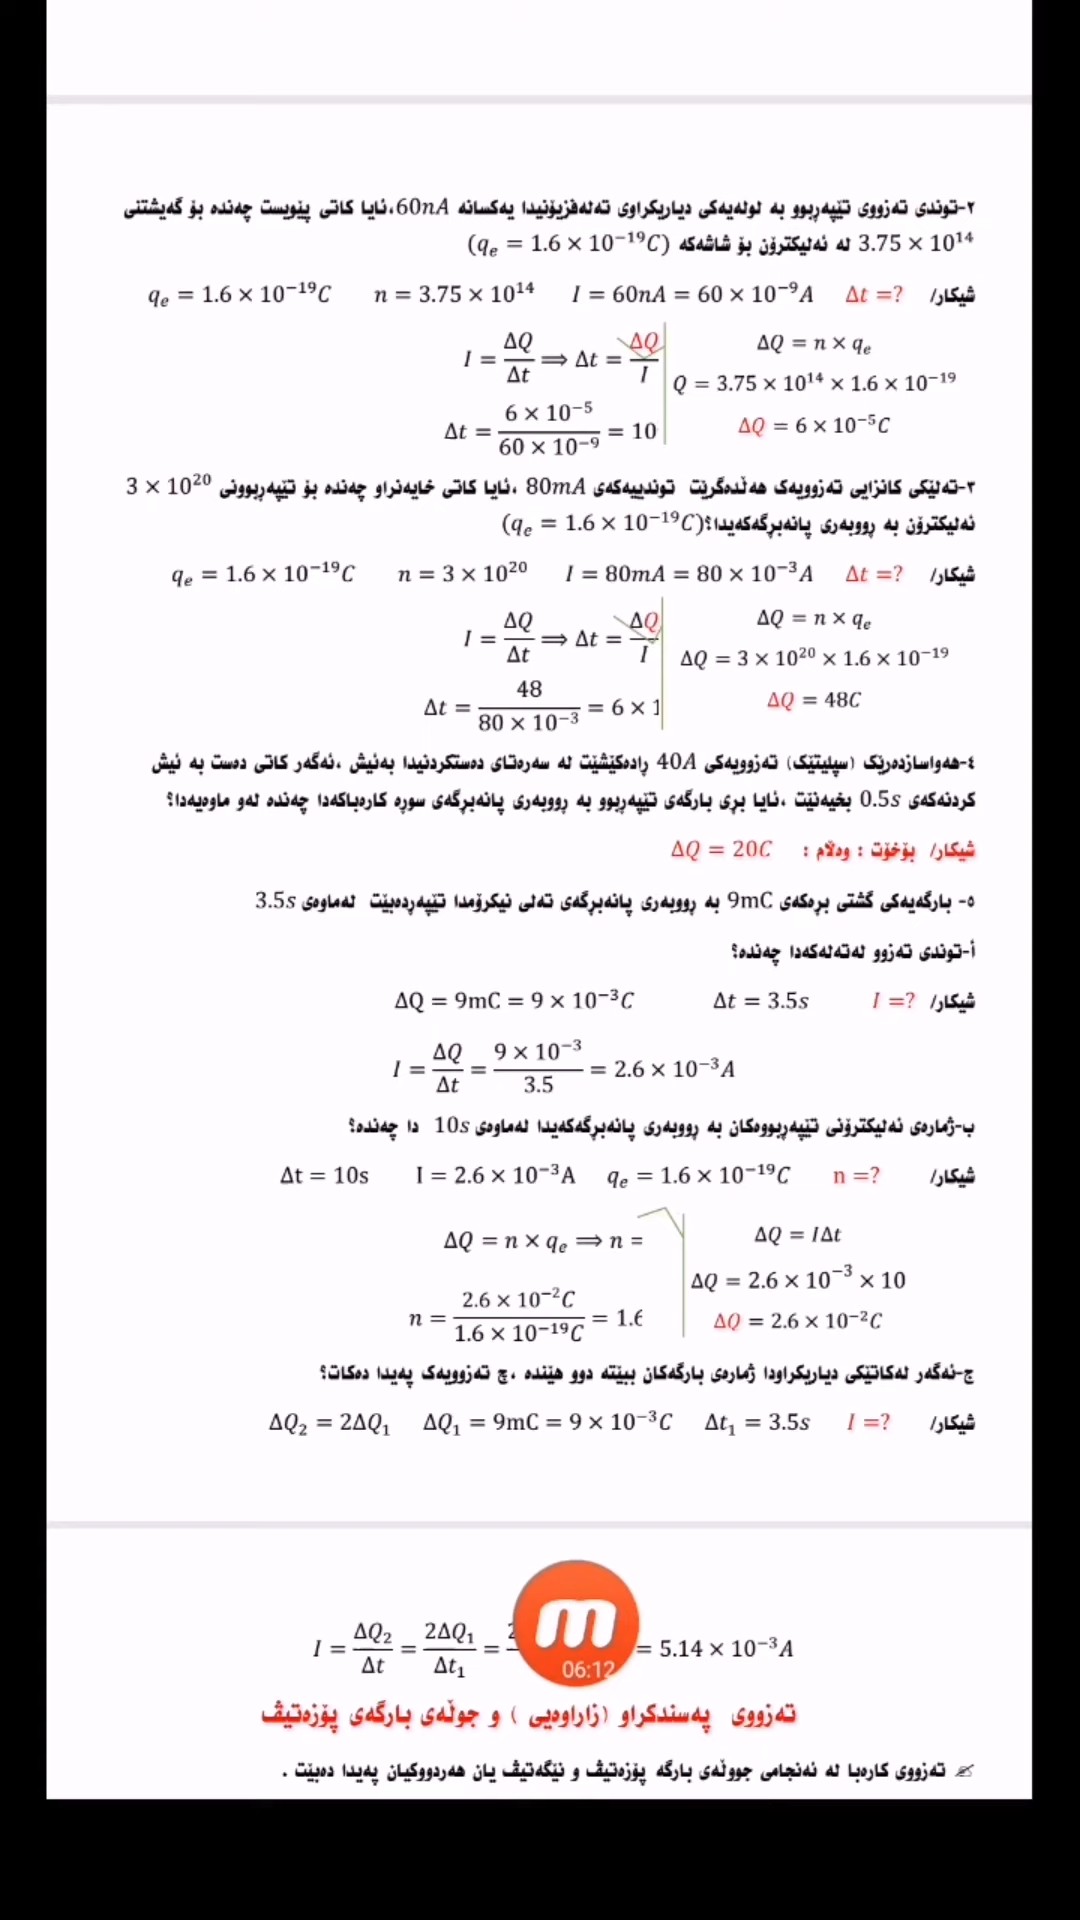 ٢-توندی تەزووی تێپەڕبوو بە لولەیەکی دیاریکراوی تەلەفزیۆنیدا یەکسانە 60nA،ئایا کاتی پێویست چەندە بۆ گەیشتنی
3.75 × 10¹⁴ لە ئەلیکترۆن بۆ شاشەکە (qₑ = 1.6 × 10⁻¹⁹C)
شیکار/ Δt =? I = 60nA = 60 × 10⁻⁹A n = 3.75 × 10¹⁴ qₑ = 1.6 × 10⁻¹⁹C
I = ΔQ/Δt ⟹ Δt = ΔQ/I
ΔQ = n × qₑ
Q = 3.75 × 10¹⁴ × 1.6 × 10⁻¹⁹
Δt = 6 × 10⁻⁵/60 × 10⁻⁹ = 10
ΔQ = 6 × 10⁻⁵C
٣-تەلێکی کانزایی تەزوویەک هەڵدەگرێت توندییەکەی 80mA ،ئایا کاتی خایەنراو چەندە بۆ تێپەڕبوونی 3 × 10²⁰
ئەلیکترۆن بە ڕووبەری پانەبڕگەکەیدا؟(qₑ = 1.6 × 10⁻¹⁹C)
شیکار/ Δt =? I = 80mA = 80 × 10⁻³A n = 3 × 10²⁰ qₑ = 1.6 × 10⁻¹⁹C
I = ΔQ/Δt ⟹ Δt = ΔQ/I
ΔQ = n × qₑ
ΔQ = 3 × 10²⁰ × 1.6 × 10⁻¹⁹
Δt = 48/80 × 10⁻³ = 6 × 1
ΔQ = 48C
٤-هەواسازدەرێک (سپلیتێک) تەزوویەکی 40A ڕادەکێشێت لە سەرەتای دەستکردنیدا بەئیش ،ئەگەر کاتی دەست بە ئیش
کردنەکەی 0.5s بخیەنێت ،ئایا بڕی بارگەی تێپەڕبوو بە ڕووبەری پانەبڕگەی سوڕە کارەباکەدا چەندە لەو ماوەیەدا؟
شیکار/ بۆخۆت : وەڵام : ΔQ = 20C
٥- بارگەیەکی گشتی بڕەکەی 9mC بە ڕووبەری پانەبڕگەی تەلی نیکرۆمدا تێپەڕدەبێت لەماوەی 3.5s
أ-توندی تەزوو لەتەلەکەدا چەندە؟
شیکار/ I =? Δt = 3.5s ΔQ = 9mC = 9 × 10⁻³C
I = ΔQ/Δt = 9 × 10⁻³/3.5 = 2.6 × 10⁻³A
ب-ژمارەی ئەلیکترۆنی تێپەڕبووەکان بە ڕووبەری پانەبڕگەکەیدا لەماوەی 10s دا چەندە؟
شیکار/ n =? qₑ = 1.6 × 10⁻¹⁹C I = 2.6 × 10⁻³A Δt = 10s
ΔQ = n × qₑ ⟹ n =
ΔQ = IΔt
ΔQ = 2.6 × 10⁻³ × 10
n = 2.6 × 10⁻²C/1.6 × 10⁻¹⁹C = 1.6
ΔQ = 2.6 × 10⁻²C
ج-ئەگەر لەکاتێکی دیاریکراودا ژمارەی بارگەکان ببێتە دوو هێندە ،چ تەزوویەک پەیدا دەکات؟
شیکار/ I =? Δt₁ = 3.5s ΔQ₁ = 9mC = 9 × 10⁻³C ΔQ₂ = 2ΔQ₁
I = ΔQ₂/Δt = 2ΔQ₁/Δt₁ = = 5.14 × 10⁻³A
06:12
تەزووی پەسندکراو (زاراوەیی ) و جوڵەی بارگەی پۆزەتیڤ
تەزووی کارەبا لە ئەنجامی جووڵەی بارگە پۆزەتیڤ و نێگەتیڤ یان هەردووکیان پەیدا دەبێت .